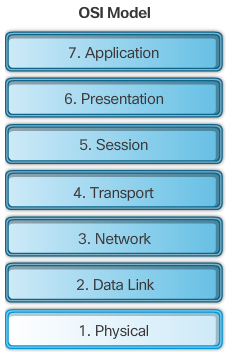 OSI Model
7. Application
6. Presentation
5. Session
4. Transport
3. Network
2. Data Link
1. Physical